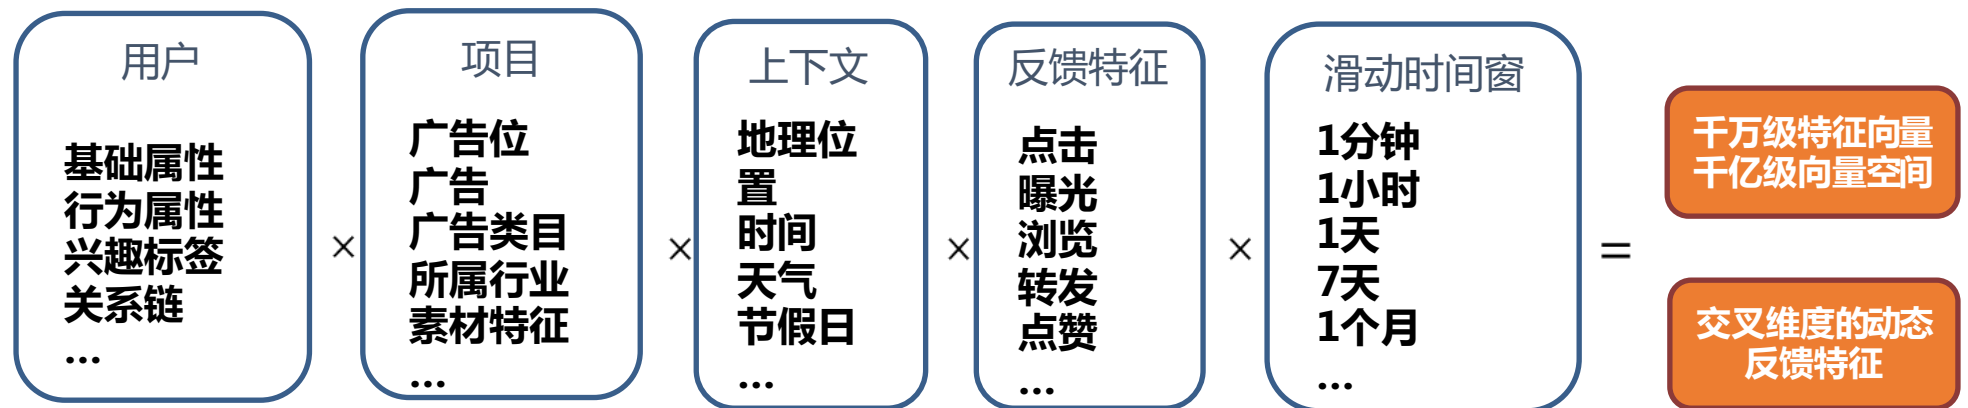 用户
基础属性
行为属性
兴趣标签
关系链
...
×
项目
广告位
广告
广告类目
所属行业
素材特征
...
×
上下文
地理位
置
时间
天气
节假日
...
×
反馈特征
点击
曝光
浏览
转发
点赞
...
×
滑动时间窗
1分钟
1小时
1天
7天
1个月
...
=
千万级特征向量
千亿级向量空间
交叉维度的动态
反馈特征